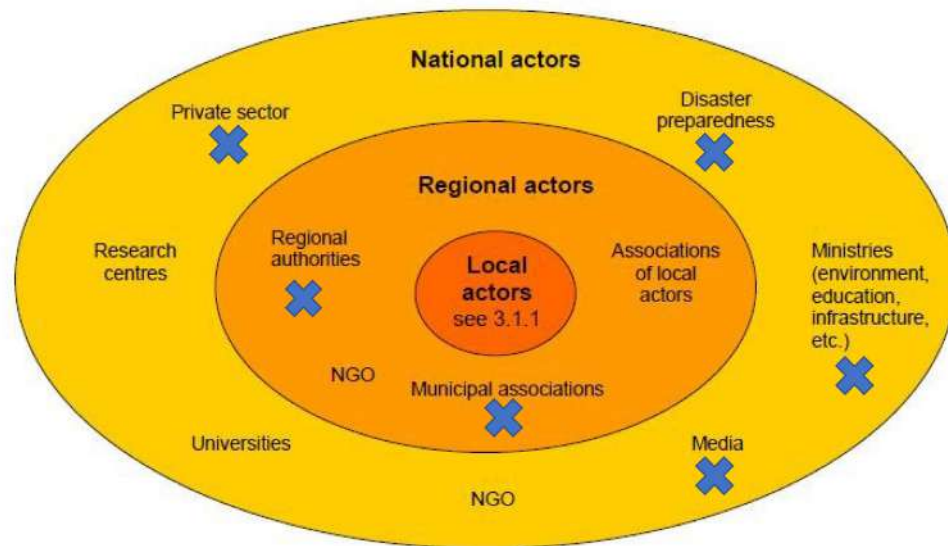 National actors
Private sector
Disaster
preparedness
Regional actors
Research
centres
Regional
authorities
Local
actors
see 3.1.1
Associations
of local
actors
Ministries
(environment,
education,
infrastructure,
etc.)
NGO
Municipal associations
Universities
Media
NGO